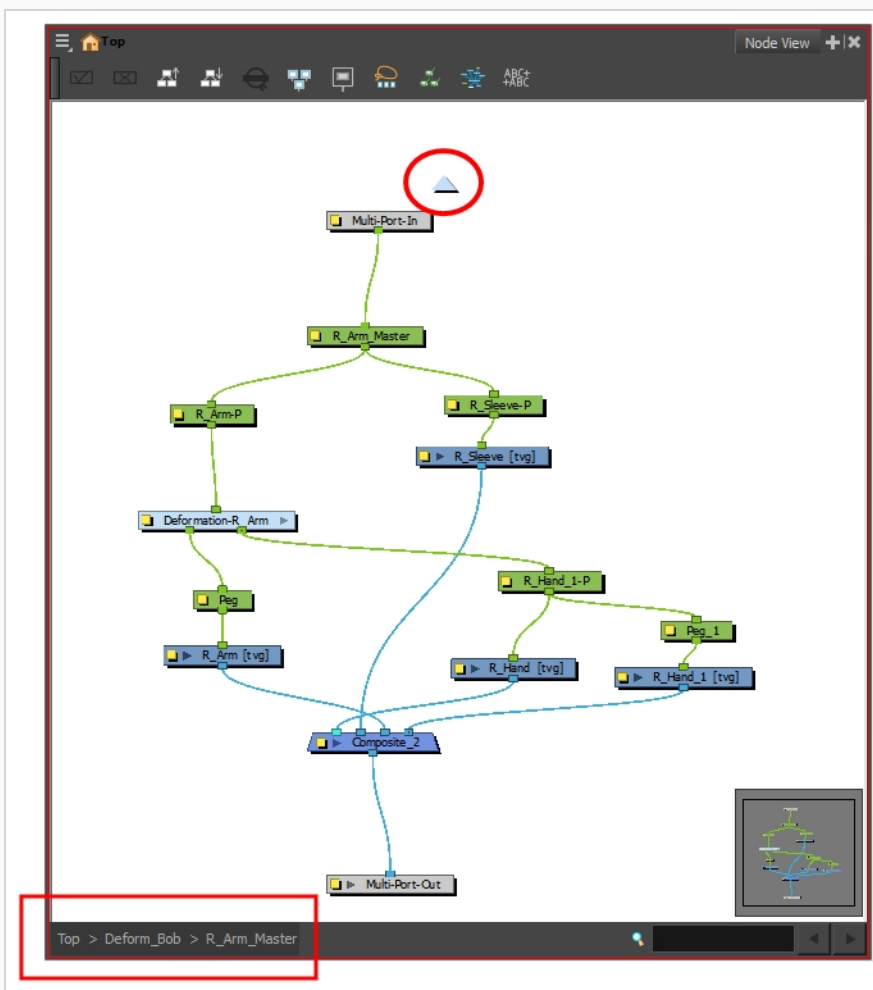 Top
Node View
ABC+
+ABC
Multi-Port-In
R_Arm_Master
R_Arm-P
R_Sleeve-P
R_Sleeve [tvg]
Deformation-R_Arm
R_Hand_1-P
Peg
Peg_1
R_Arm [tvg]
R_Hand [tvg]
R_Hand_1 [tvg]
Composite_2
Multi-Port-Out
Top > Deform_Bob > R_Arm_Master